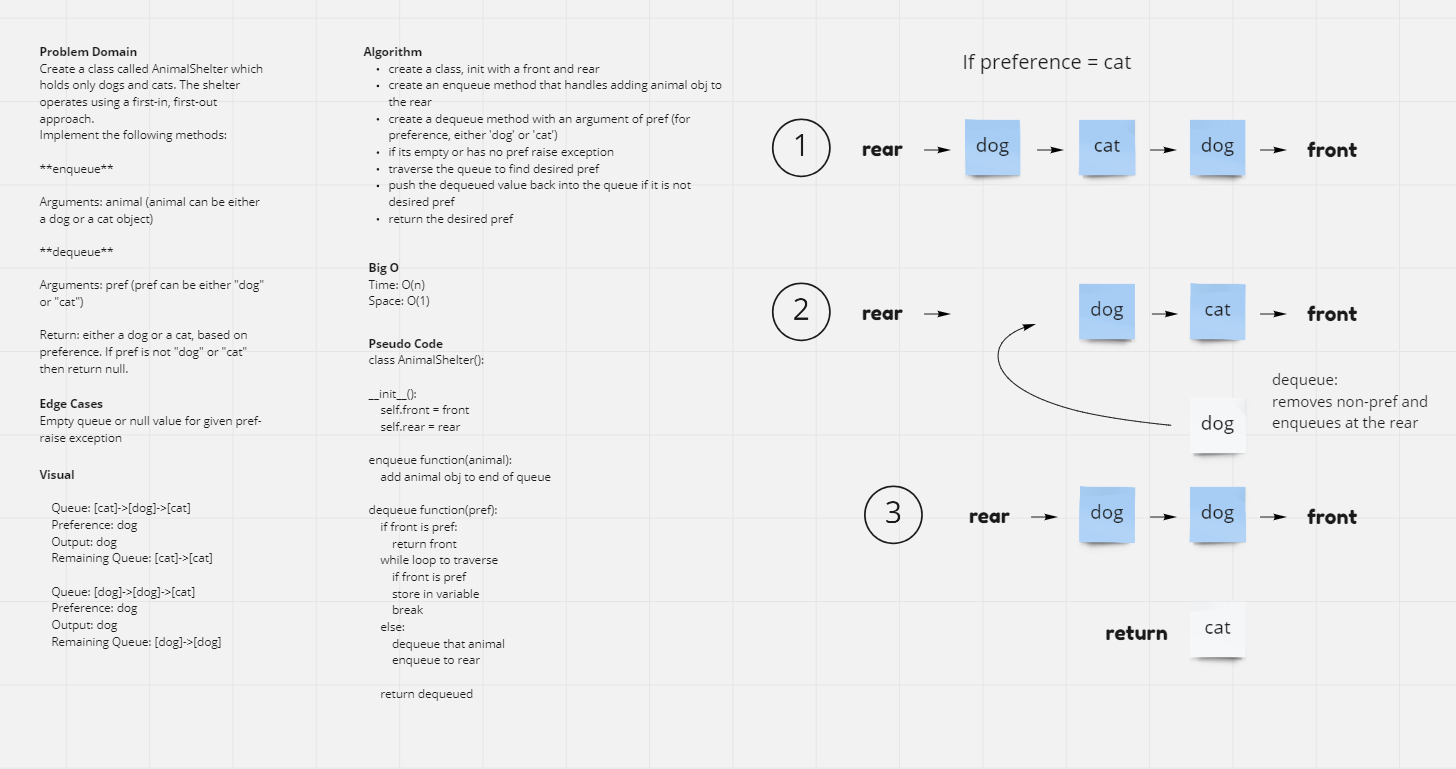 Problem Domain
Create a class called AnimalShelter which
holds only dogs and cats. The shelter
operates using a first-in, first-out
approach.
Implement the following methods:
**enqueue**
Arguments: animal (animal can be either
a dog or a cat object)
**dequeue**
Arguments: pref (pref can be either "dog"
or "cat")
Return: either a dog or a cat, based on
preference. If pref is not "dog" or "cat"
then return null.
Edge Cases
Empty queue or null value for given pref-
raise exception
Visual
Queue: [cat]->[dog]->[cat]
Preference: dog
Output: dog
Remaining Queue: [cat]->[cat]
Queue: [dog]->[dog]->[cat]
Preference: dog
Output: dog
Remaining Queue: [dog]->[dog]
Algorithm
• create a class, init with a front and rear
• create an enqueue method that handles adding animal obj to
the rear
• create a dequeue method with an argument of pref (for
preference, either 'dog' or 'cat')
• if its empty or has no pref raise exception
• traverse the queue to find desired pref
• push the dequeued value back into the queue if it is not
desired pref
• return the desired pref
Big O
Time: O(n)
Space: O(1)
Pseudo Code
class AnimalShelter():
__init__():
self.front = front
self.rear = rear
enqueue function(animal):
add animal obj to end of queue
dequeue function(pref):
if front is pref:
return front
while loop to traverse
if front is pref
store in variable
break
else:
dequeue that animal
enqueue to rear
return dequeued
If preference = cat
1 rear dog cat dog front
2 rear dog cat front
dequeue:
removes non-pref and
enqueues at the rear
dog
3 rear dog dog front
return cat